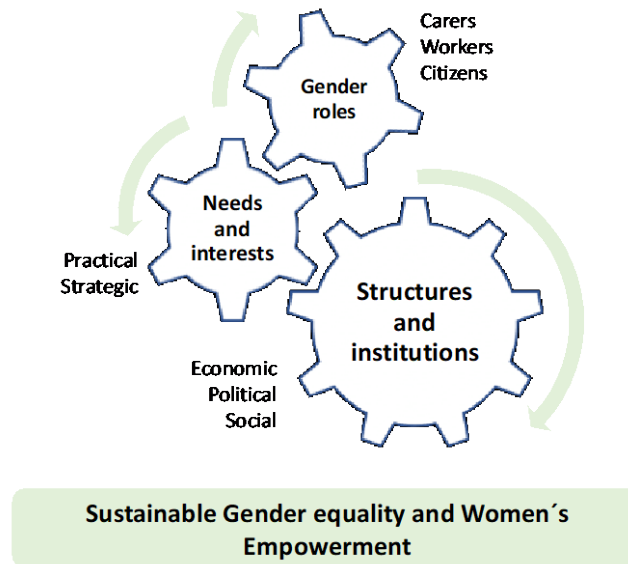 Carers
Workers
Citizens
Gender
roles
Needs
and
interests
Practical
Strategic
Structures
and
institutions
Economic
Political
Social
Sustainable Gender equality and Women´s
Empowerment